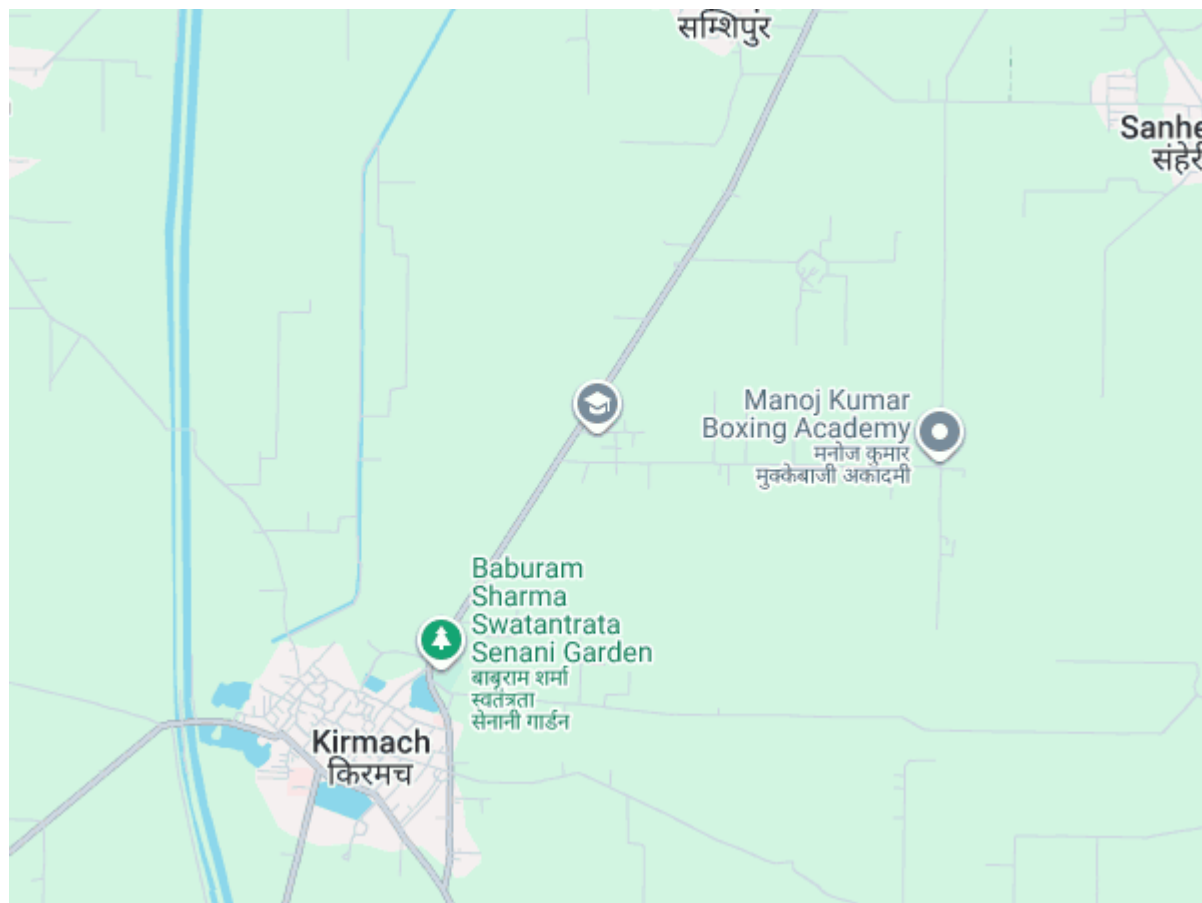 सम्शिपुर
Sanhe
संहेरी
Manoj Kumar
Boxing Academy
मनोज कुमार
मुक्केबाजी अकादमी
Baburam
Sharma
Swatantrata
Senani Garden
बाबूराम शर्मा
स्वतंत्रता
सेनानी गार्डन
Kirmach
किरमच